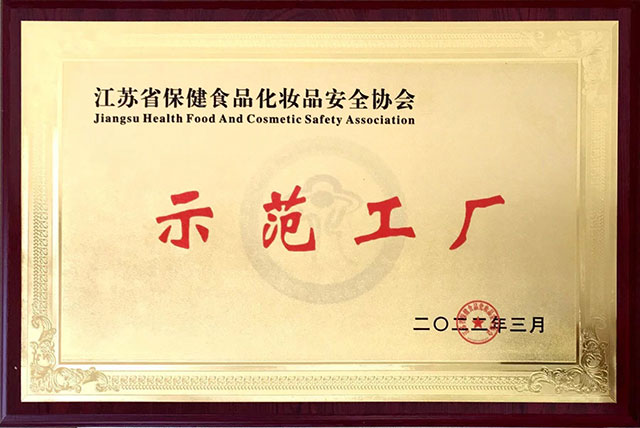 江苏省保健食品化妆品安全协会
Jiangsu Health Food And Cosmetic Safety Association
示范工厂
二〇二二年三月